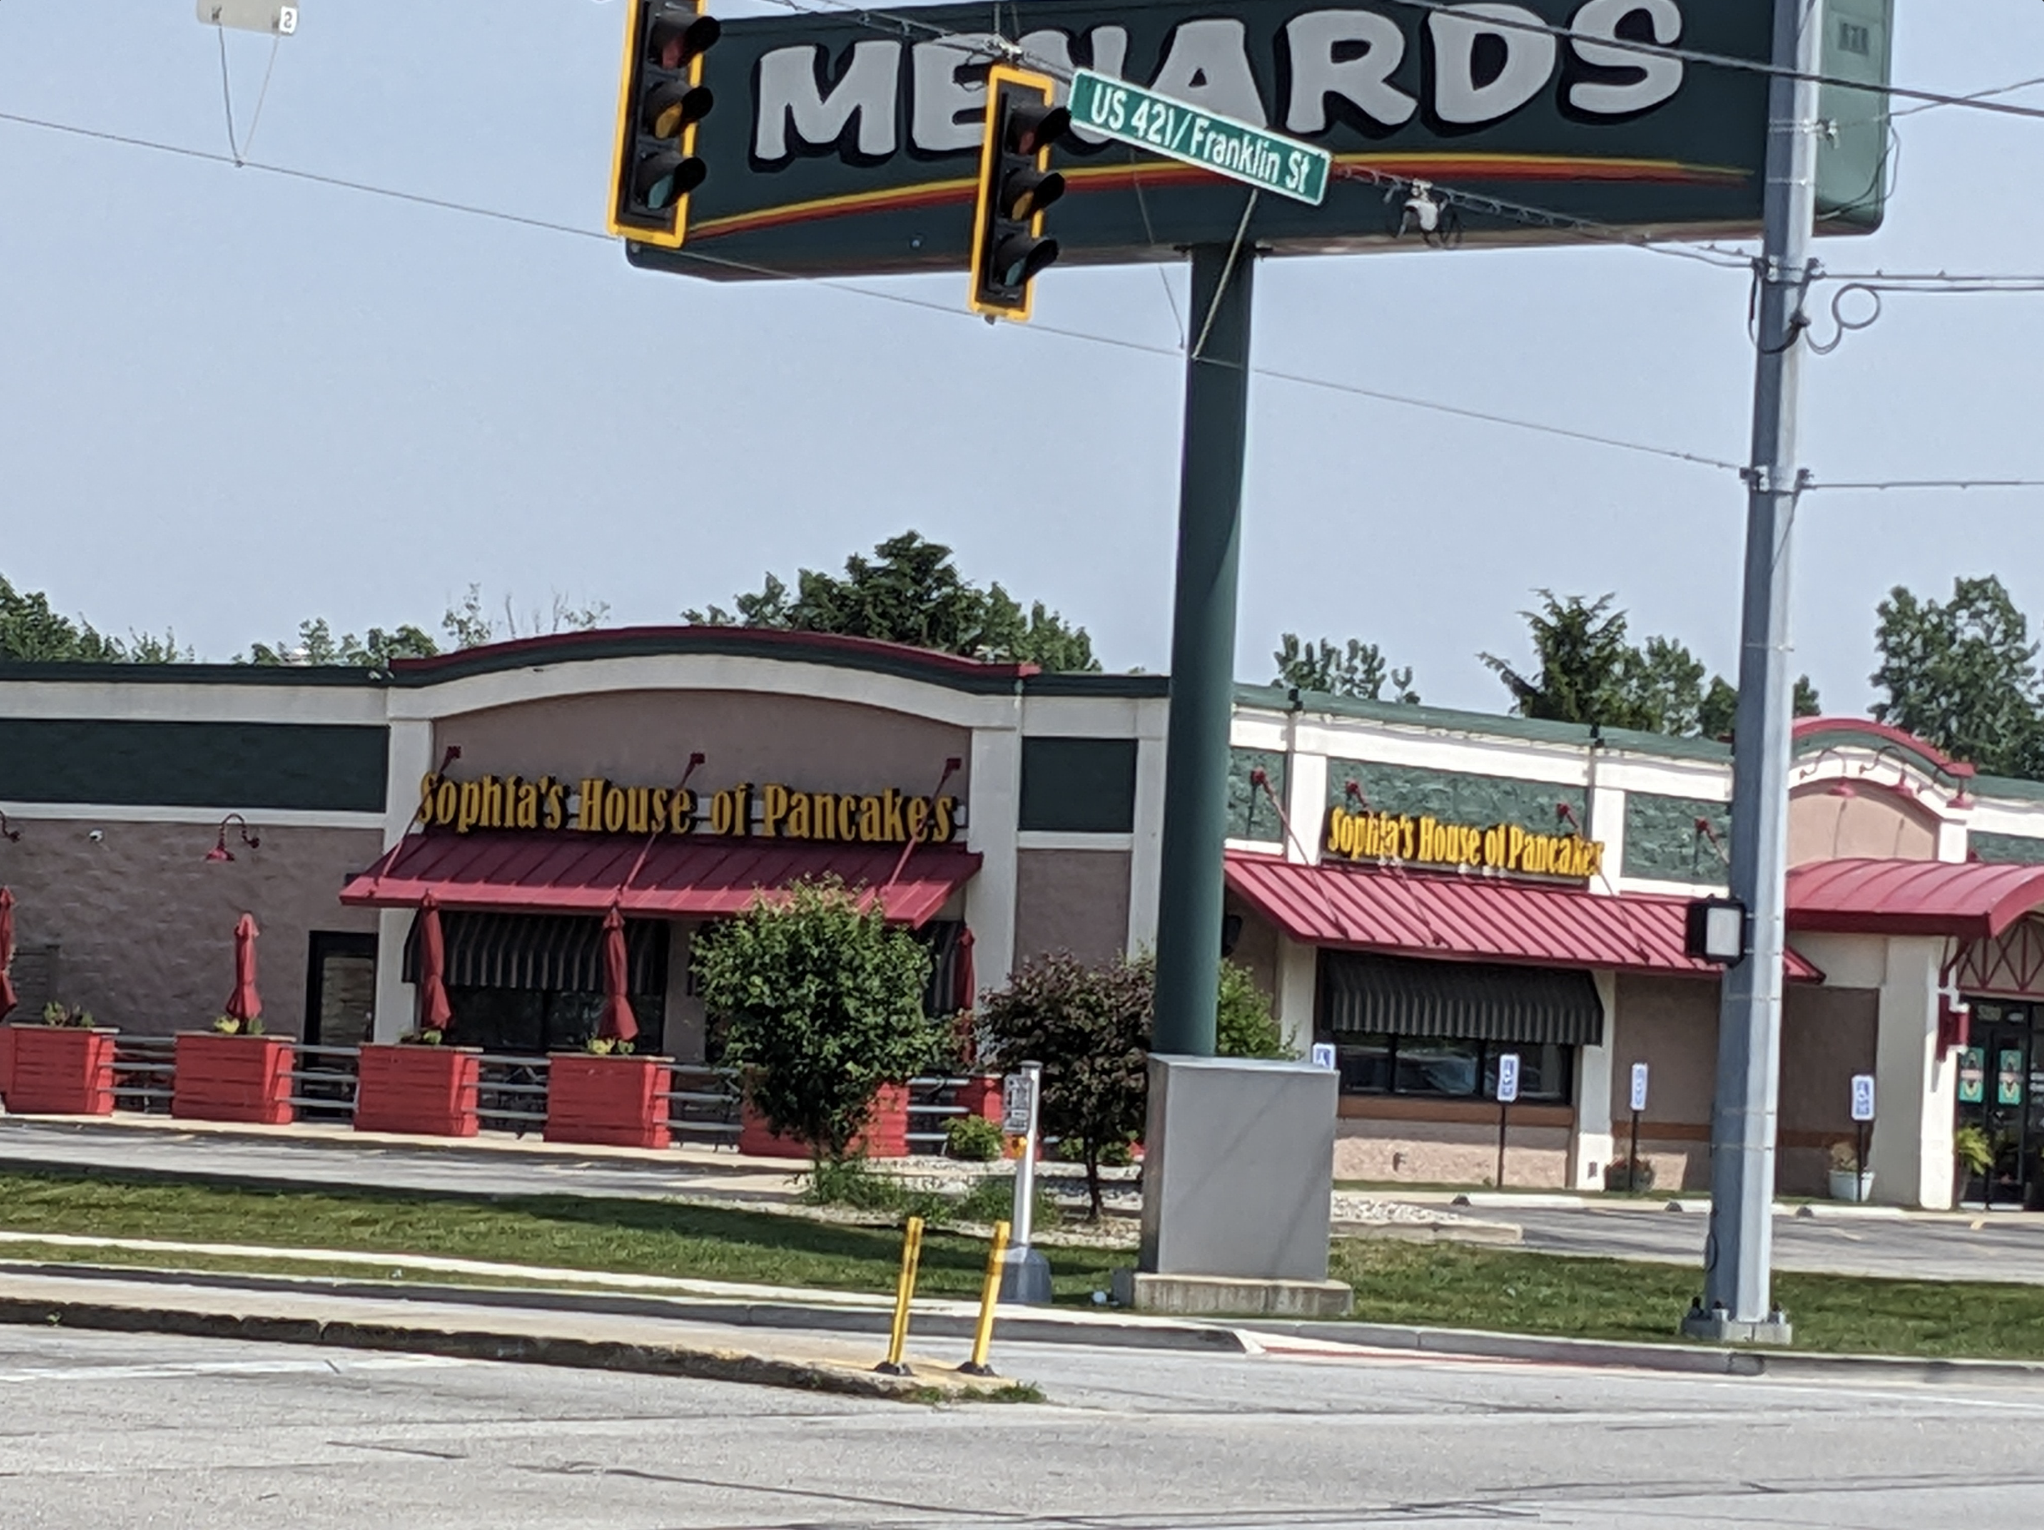 2
MENARDS
US 421/Franklin St
Sophia's House of Pancakes
Sophia's House of Pancakes